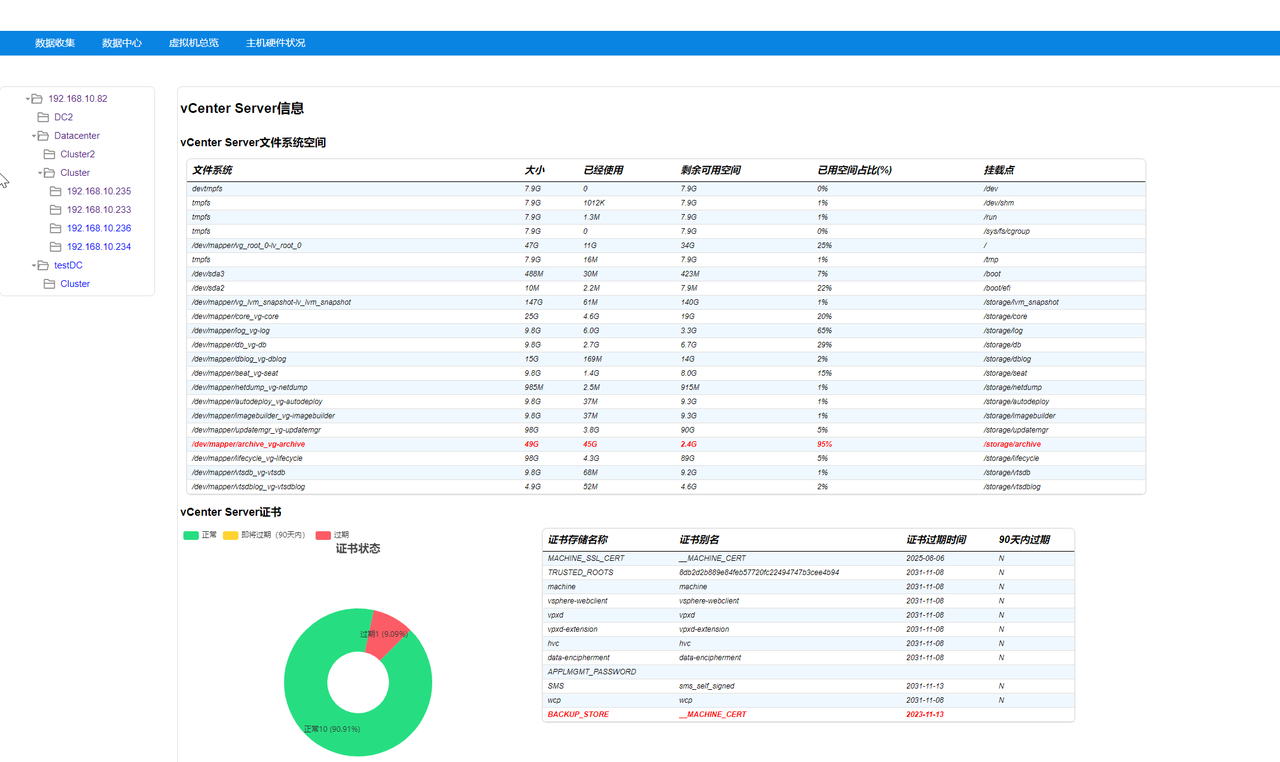 数据收集 数据中心 虚拟机总览 主机硬件状况
192.168.10.82
DC2
Datacenter
Cluster2
Cluster
192.168.10.235
192.168.10.233
192.168.10.236
192.168.10.234
testDC
Cluster
vCenter Server信息
vCenter Server文件系统空间
文件系统 大小 已经使用 剩余可用空间 已用空间占比(%) 挂载点
devtmpfs 7.9G 0 7.9G 0% /dev
tmpfs 7.9G 1012K 7.9G 1% /dev/shm
tmpfs 7.9G 1.3M 7.9G 1% /run
tmpfs 7.9G 0 7.9G 0% /sys/fs/cgroup
/dev/mapper/vg_root_0-lv_root_0 47G 11G 34G 25% /
tmpfs 7.9G 16M 7.9G 1% /tmp
/dev/sda3 488M 30M 423M 7% /boot
/dev/sda2 10M 2.2M 7.9M 22% /boot/efi
/dev/mapper/vg_lvm_snapshot-lv_lvm_snapshot 147G 61M 140G 1% /storage/lvm_snapshot
/dev/mapper/core_vg-core 25G 4.6G 19G 20% /storage/core
/dev/mapper/log_vg-log 9.8G 6.0G 3.3G 65% /storage/log
/dev/mapper/db_vg-db 9.8G 2.7G 6.7G 29% /storage/db
/dev/mapper/dblog_vg-dblog 15G 169M 14G 2% /storage/dblog
/dev/mapper/seat_vg-seat 9.8G 1.4G 8.0G 15% /storage/seat
/dev/mapper/netdump_vg-netdump 985M 2.5M 915M 1% /storage/netdump
/dev/mapper/autodeploy_vg-autodeploy 9.8G 37M 9.3G 1% /storage/autodeploy
/dev/mapper/imagebuilder_vg-imagebuilder 9.8G 37M 9.3G 1% /storage/imagebuilder
/dev/mapper/updatemgr_vg-updatemgr 98G 3.8G 90G 5% /storage/updatemgr
/dev/mapper/archive_vg-archive 49G 45G 2.4G 95% /storage/archive
/dev/mapper/lifecycle_vg-lifecycle 98G 4.3G 89G 5% /storage/lifecycle
/dev/mapper/vtsdb_vg-vtsdb 9.8G 68M 9.2G 1% /storage/vtsdb
/dev/mapper/vtsdblog_vg-vtsdblog 4.9G 52M 4.6G 2% /storage/vtsdblog
vCenter Server证书
正常 即将过期（90天内） 过期
证书状态
过期1 (9.09%)
正常10 (90.91%)
证书存储名称 证书别名 证书过期时间 90天内过期
MACHINE_SSL_CERT __MACHINE_CERT 2025-08-06 N
TRUSTED_ROOTS 8db2d2b889e84feb57720fc22494747b3cee4b94 2031-11-08 N
machine machine 2031-11-08 N
vsphere-webclient vsphere-webclient 2031-11-08 N
vpxd vpxd 2031-11-08 N
vpxd-extension vpxd-extension 2031-11-08 N
hvc hvc 2031-11-08 N
data-encipherment data-encipherment 2031-11-08 N
APPLMGMT_PASSWORD
SMS sms_self_signed 2031-11-13 N
wcp wcp 2031-11-08 N
BACKUP_STORE __MACHINE_CERT 2023-11-13